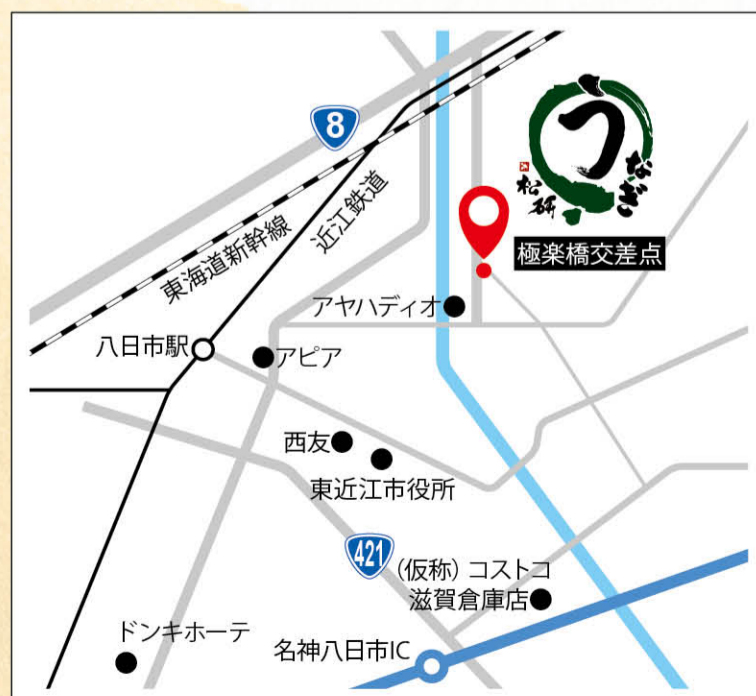 8
つなぎ
松研
近江鉄道
東海道新幹線
極楽橋交差点
アヤハディオ
八日市駅
アピア
西友
東近江市役所
421
(仮称)コストコ
滋賀倉庫店
ドンキホーテ
名神八日市IC